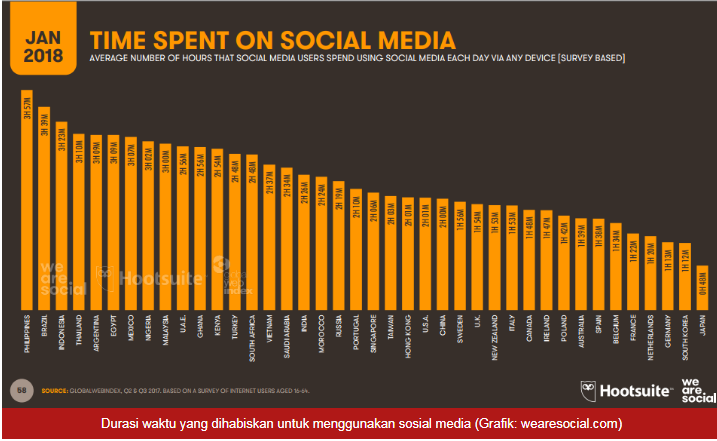 JAN
2018
TIME SPENT ON SOCIAL MEDIA
AVERAGE NUMBER OF HOURS THAT SOCIAL MEDIA USERS SPEND USING SOCIAL MEDIA EACH DAY VIA ANY DEVICE [SURVEY BASED]
3H 57M
3H 39M
3H 23M
3H 10M
3H 09M
3H 09M
3H 07M
3H 02M
3H 00M
2H 56M
2H 56M
2H 54M
2H 48M
2H 48M
2H 37M
2H 34M
2H 26M
2H 24M
2H 19M
2H 10M
2H 06M
2H 03M
2H 01M
2H 01M
2H 00M
1H 56M
1H 54M
1H 53M
1H 53M
1H 48M
1H 47M
1H 42M
1H 39M
1H 38M
1H 34M
1H 22M
1H 20M
1H 13M
1H 12M
0H 48M
we
are
social
Hootsuite
PHILIPPINES
BRAZIL
INDONESIA
THAILAND
ARGENTINA
EGYPT
MEXICO
NIGERIA
MALAYSIA
U.A.E.
GHANA
KENYA
TURKEY
SOUTH AFRICA
VIETNAM
SAUDI ARABIA
INDIA
MOROCCO
RUSSIA
PORTUGAL
SINGAPORE
TAIWAN
HONG KONG
U.S.A.
CHINA
SWEDEN
U.K.
NEW ZEALAND
ITALY
CANADA
IRELAND
POLAND
AUSTRALIA
SPAIN
BELGIUM
FRANCE
NETHERLANDS
GERMANY
SOUTH KOREA
JAPAN
58
SOURCE: GLOBALWEBINDEX, Q2 & Q3 2017. BASED ON A SURVEY OF INTERNET USERS AGED 16-64.
Hootsuite
we
are
social
Durasi waktu yang dihabiskan untuk menggunakan sosial media (Grafik: wearesocial.com)